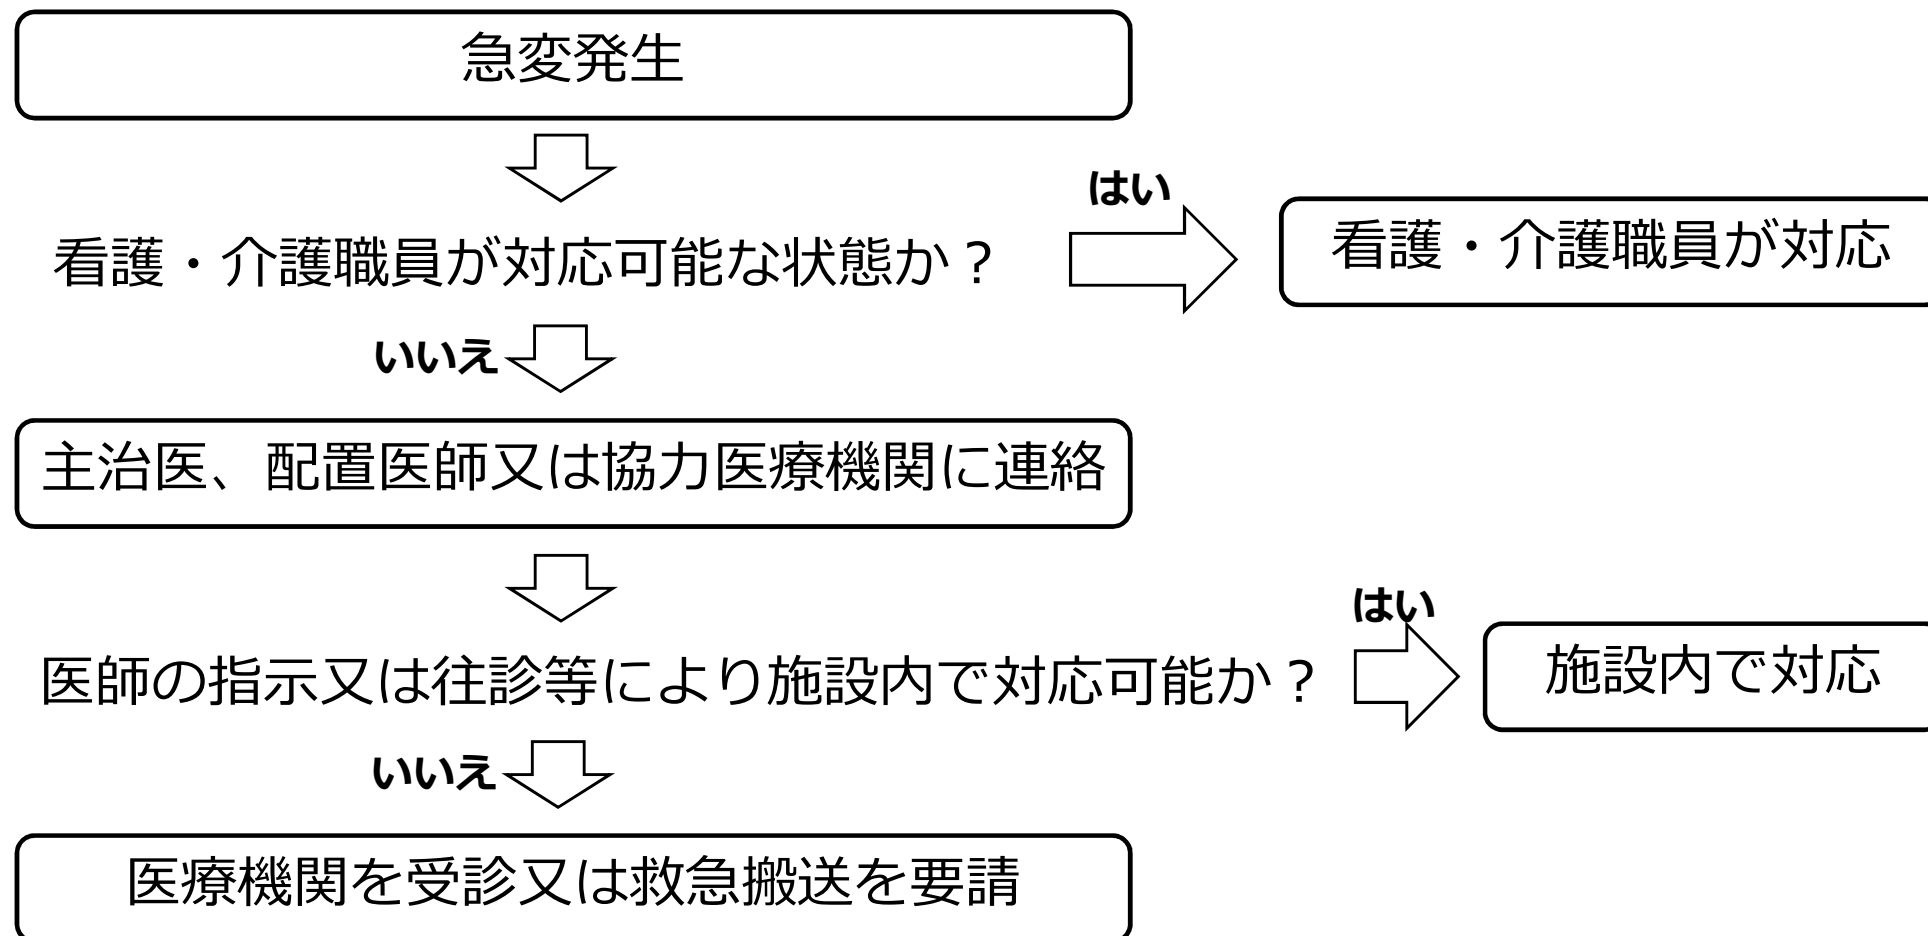 急変発生
はい
看護・介護職員が対応可能な状態か？
看護・介護職員が対応
いいえ
主治医、配置医師又は協力医療機関に連絡
はい
医師の指示又は往診等により施設内で対応可能か？
施設内で対応
いいえ
医療機関を受診又は救急搬送を要請